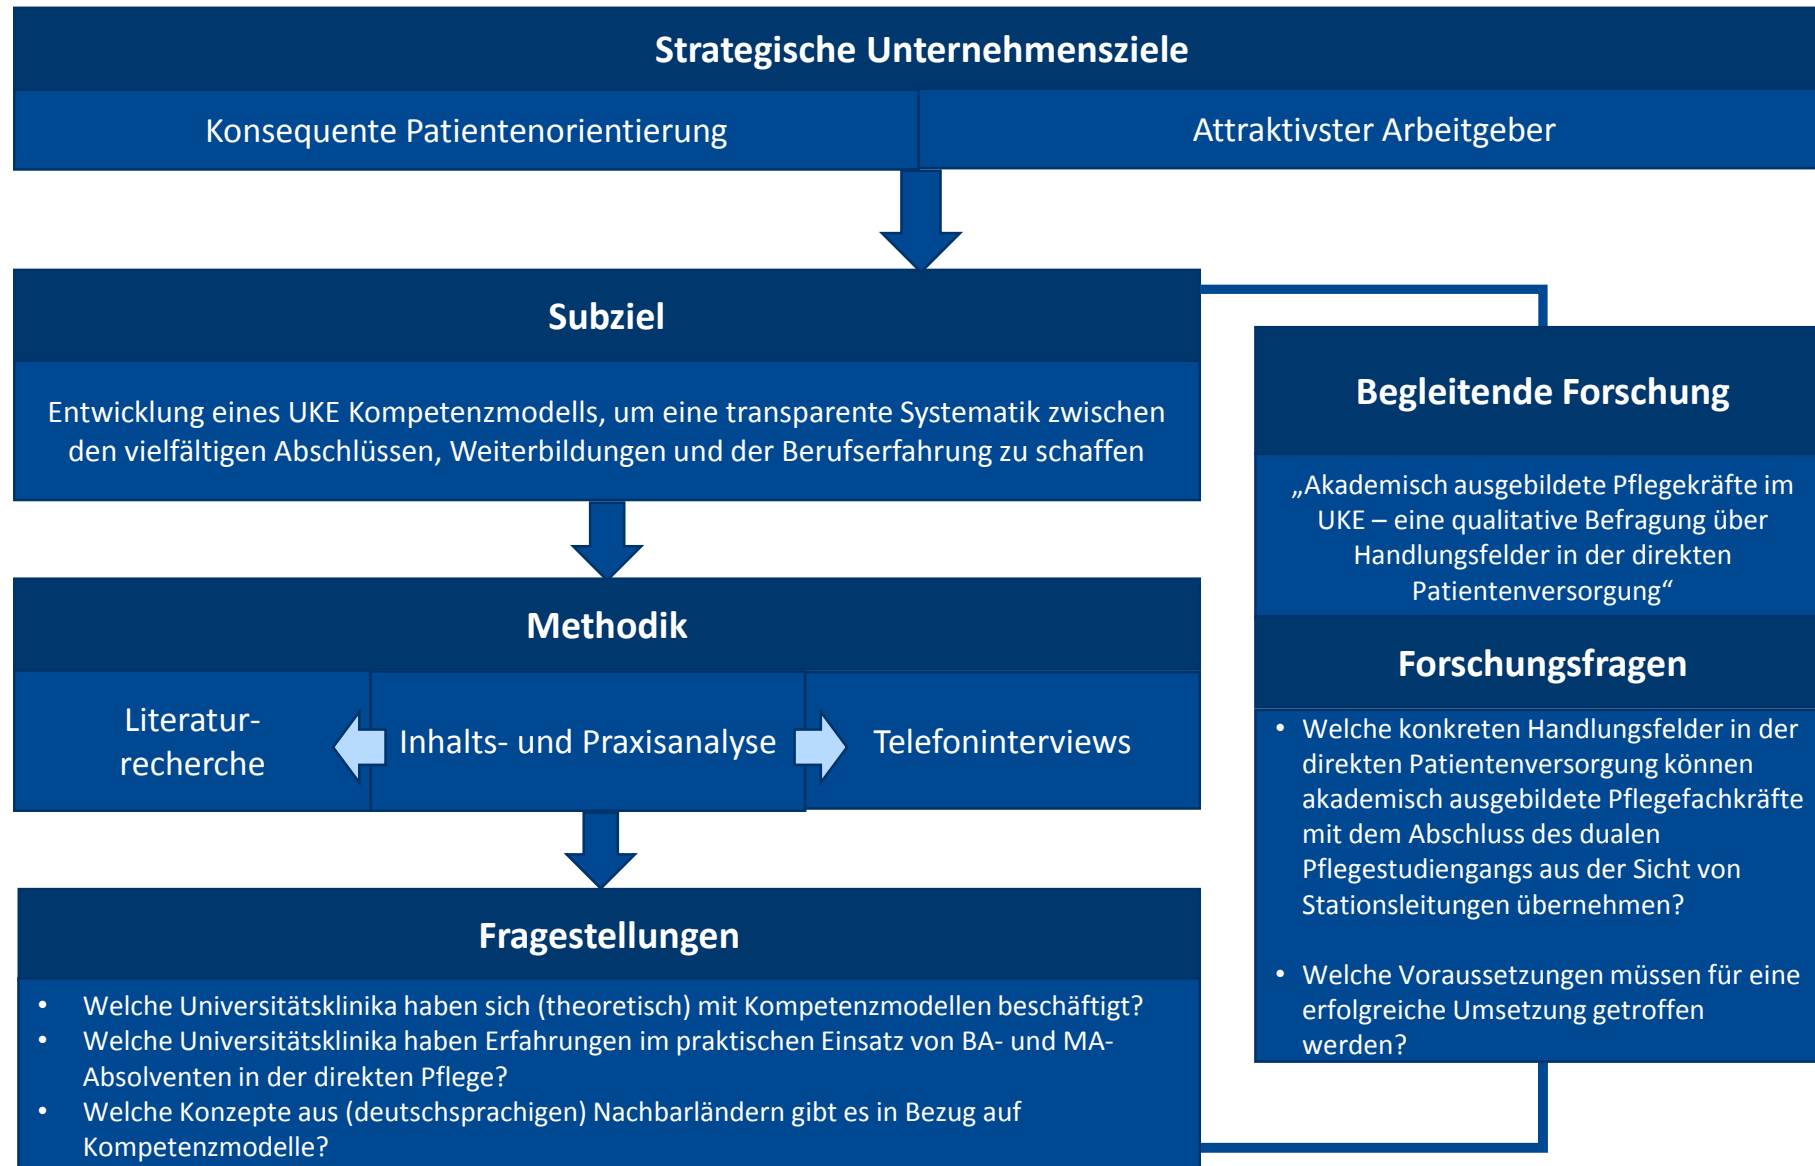 Strategische Unternehmensziele
Konsequente Patientenorientierung
Attraktivster Arbeitgeber
Subziel
Entwicklung eines UKE Kompetenzmodells, um eine transparente Systematik zwischen
den vielfältigen Abschlüssen, Weiterbildungen und der Berufserfahrung zu schaffen
Methodik
Literatur-
recherche
Inhalts- und Praxisanalyse
Telefoninterviews
Fragestellungen
• Welche Universitätsklinika haben sich (theoretisch) mit Kompetenzmodellen beschäftigt?
• Welche Universitätsklinika haben Erfahrungen im praktischen Einsatz von BA- und MA-
Absolventen in der direkten Pflege?
• Welche Konzepte aus (deutschsprachigen) Nachbarländern gibt es in Bezug auf
Kompetenzmodelle?
Begleitende Forschung
„Akademisch ausgebildete Pflegekräfte im
UKE – eine qualitative Befragung über
Handlungsfelder in der direkten
Patientenversorgung“
Forschungsfragen
• Welche konkreten Handlungsfelder in der
direkten Patientenversorgung können
akademisch ausgebildete Pflegefachkräfte
mit dem Abschluss des dualen
Pflegestudiengangs aus der Sicht von
Stationsleitungen übernehmen?
• Welche Voraussetzungen müssen für eine
erfolgreiche Umsetzung getroffen
werden?